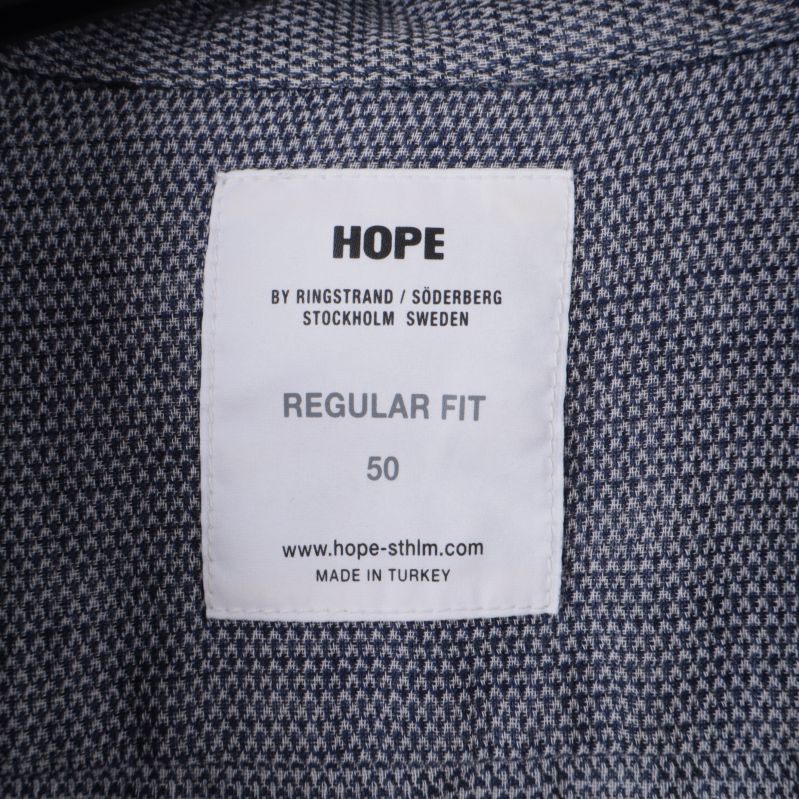 HOPE
BY RINGSTRAND / SÖDERBERG
STOCKHOLM SWEDEN
REGULAR FIT
50
www.hope-sthlm.com
MADE IN TURKEY